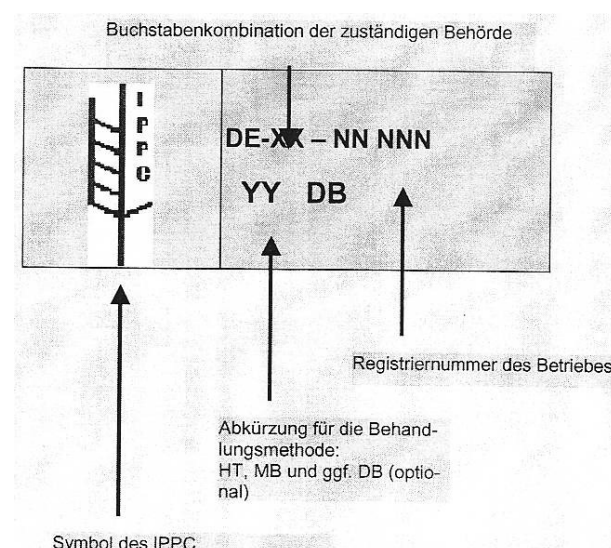 Buchstabenkombination der zuständigen Behörde
I
P
P
C
DE-XX – NN NNN
YY DB
Registriernummer des Betriebes
Abkürzung für die Behand-
lungsmethode:
HT, MB und ggf. DB (optio-
nal)
Symbol des IPPC